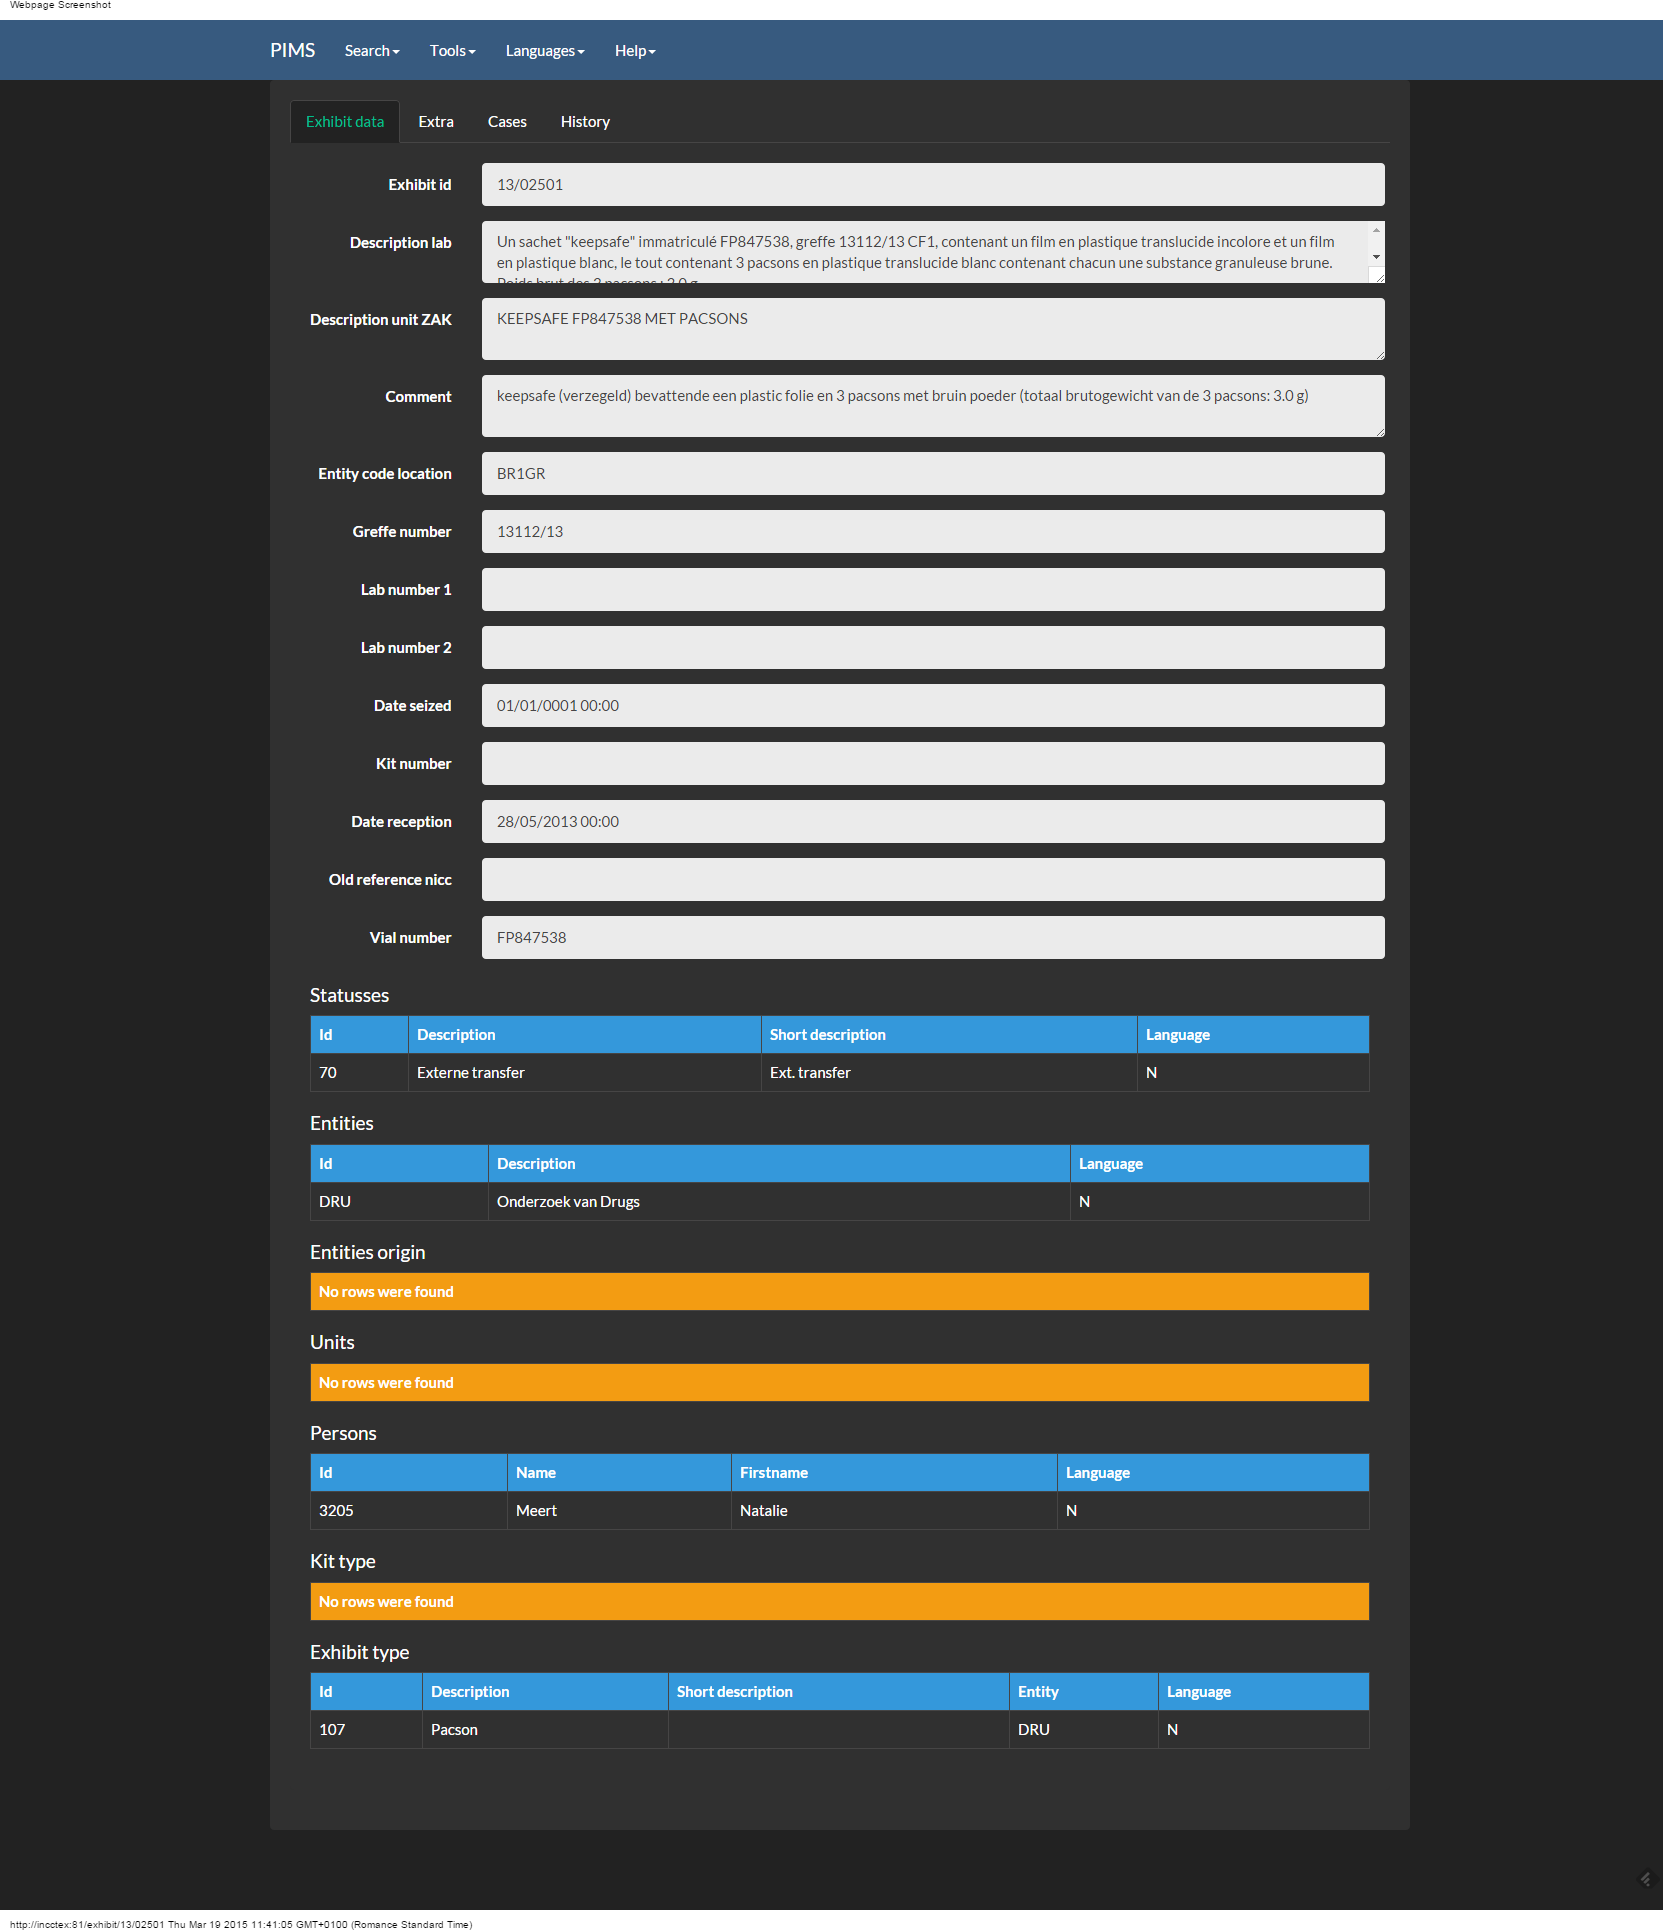 Webpage Screenshot
PIMS Search Tools Languages Help
Exhibit data Extra Cases History
Exhibit id 13/02501
Description lab Un sachet "keepsafe" immatriculé FP847538, greffe 13112/13 CF1, contenant un film en plastique translucide incolore et un film
en plastique blanc, le tout contenant 3 pacsons en plastique translucide blanc contenant chacun une substance granuleuse brune.
Poids brut des 3 pacsons : 3.0 g
Description unit ZAK KEEPSAFE FP847538 MET PACSONS
Comment keepsafe (verzegeld) bevattende een plastic folie en 3 pacsons met bruin poeder (totaal brutogewicht van de 3 pacsons: 3.0 g)
Entity code location BR1GR
Greffe number 13112/13
Lab number 1
Lab number 2
Date seized 01/01/0001 00:00
Kit number
Date reception 28/05/2013 00:00
Old reference nicc
Vial number FP847538
Statusses
Id Description Short description Language
70 Externe transfer Ext. transfer N
Entities
Id Description Language
DRU Onderzoek van Drugs N
Entities origin
No rows were found
Units
No rows were found
Persons
Id Name Firstname Language
3205 Meert Natalie N
Kit type
No rows were found
Exhibit type
Id Description Short description Entity Language
107 Pacson DRU N
http://incctex:81/exhibit/13/02501 Thu Mar 19 2015 11:41:05 GMT+0100 (Romance Standard Time)